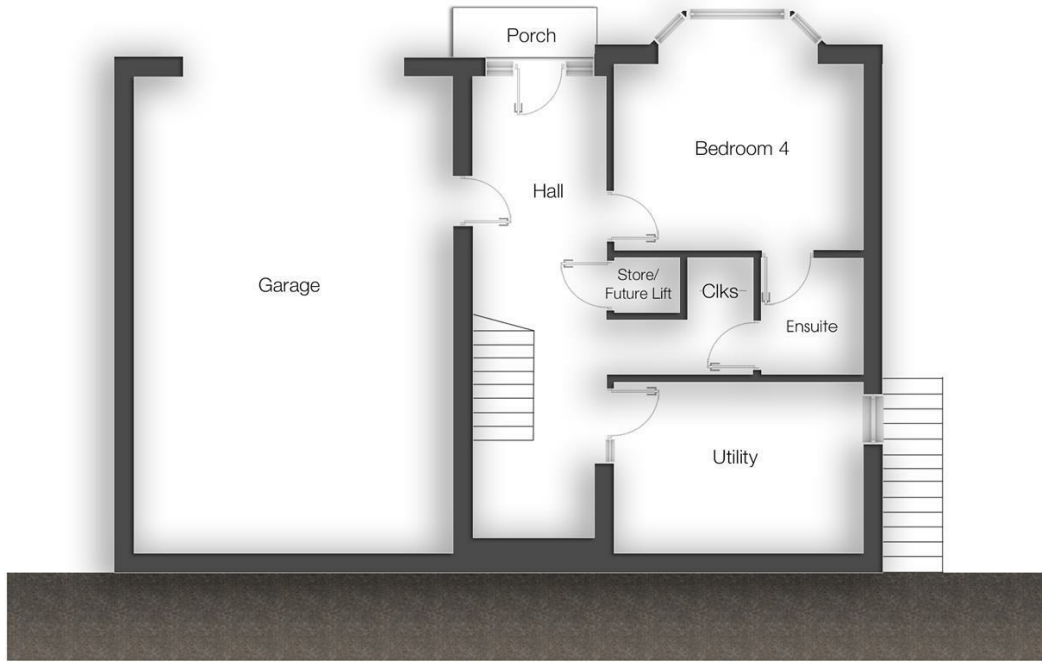 Porch
Bedroom 4
Hall
Garage
Store/
Future Lift
Clks
Ensuite
Utility